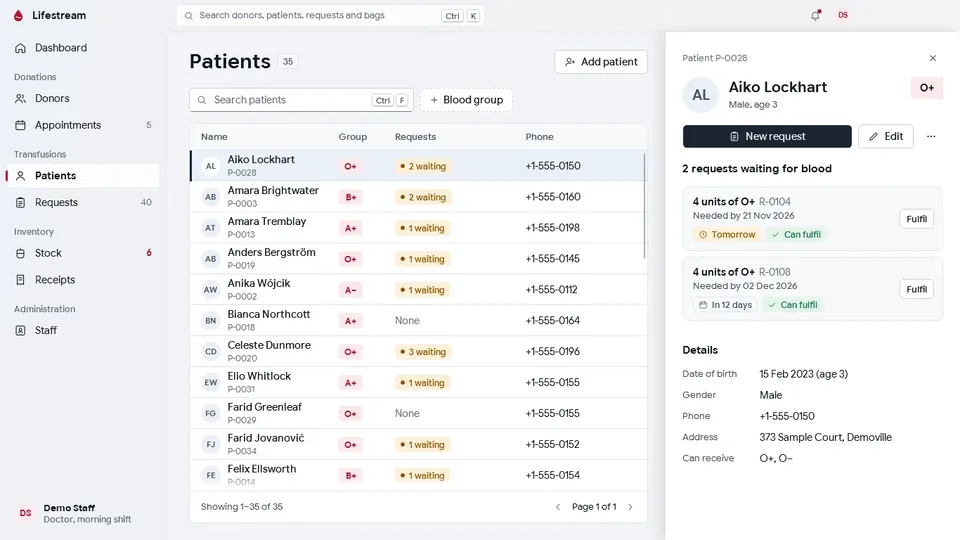 Lifestream
Search donors, patients, requests and bags Ctrl K
DS
Dashboard
Donations
Donors
Appointments 5
Transfusions
Patients
Requests 40
Inventory
Stock 6
Receipts
Administration
Staff
DS Demo Staff
Doctor, morning shift
Patients 35
Add patient
Search patients Ctrl F
Blood group
Name Group Requests Phone
AL Aiko Lockhart O+ 2 waiting +1-555-0150
P-0028
AB Amara Brightwater B+ 2 waiting +1-555-0160
P-0003
AT Amara Tremblay A+ 1 waiting +1-555-0198
P-0013
AB Anders Bergström O+ 1 waiting +1-555-0145
P-0019
AW Anika Wójcik A− 1 waiting +1-555-0112
P-0002
BN Bianca Northcott A+ None +1-555-0164
P-0018
CD Celeste Dunmore O+ 3 waiting +1-555-0196
P-0020
EW Elio Whitlock A+ 1 waiting +1-555-0155
P-0031
FG Farid Greenleaf O+ None +1-555-0155
P-0029
FJ Farid Jovanović O+ 1 waiting +1-555-0152
P-0034
FE Felix Ellsworth B+ 1 waiting +1-555-0154
P-0014
Showing 1–35 of 35 Page 1 of 1
Patient P-0028
AL Aiko Lockhart O+
Male, age 3
New request Edit
2 requests waiting for blood
4 units of O+ R-0104
Needed by 21 Nov 2026
Tomorrow Can fulfil
Fulfil
4 units of O+ R-0108
Needed by 02 Dec 2026
In 12 days Can fulfil
Fulfil
Details
Date of birth 15 Feb 2023 (age 3)
Gender Male
Phone +1-555-0150
Address 373 Sample Court, Demoville
Can receive O+, O−